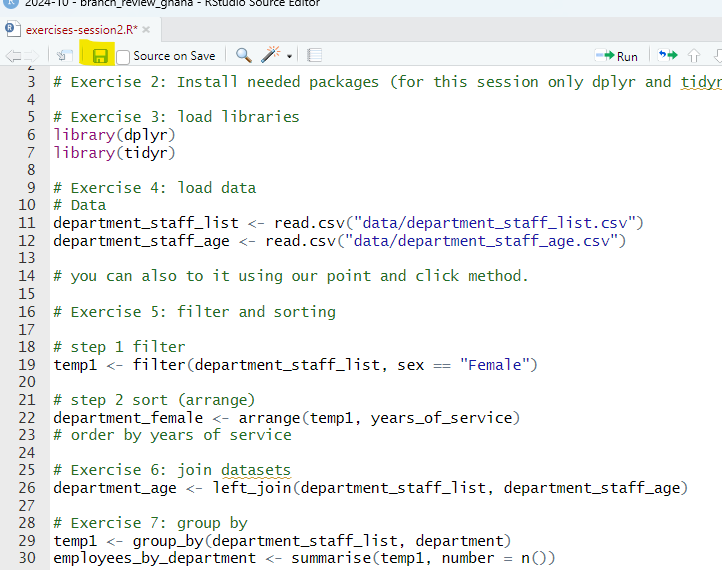 2024-10 - branch_review_ghana - RStudio Source Editor
exercises-session2.R*
Source on Save
Run
2
3 # Exercise 2: Install needed packages (for this session only dplyr and tidyr
4
5 # Exercise 3: load libraries
6 library(dplyr)
7 library(tidyr)
8
9 # Exercise 4: load data
10 # Data
11 department_staff_list <- read.csv("data/department_staff_list.csv")
12 department_staff_age <- read.csv("data/department_staff_age.csv")
13
14 # you can also to it using our point and click method.
15
16 # Exercise 5: filter and sorting
17
18 # step 1 filter
19 temp1 <- filter(department_staff_list, sex == "Female")
20
21 # step 2 sort (arrange)
22 department_female <- arrange(temp1, years_of_service)
23 # order by years of service
24
25 # Exercise 6: join datasets
26 department_age <- left_join(department_staff_list, department_staff_age)
27
28 # Exercise 7: group by
29 temp1 <- group_by(department_staff_list, department)
30 employees_by_department <- summarise(temp1, number = n())